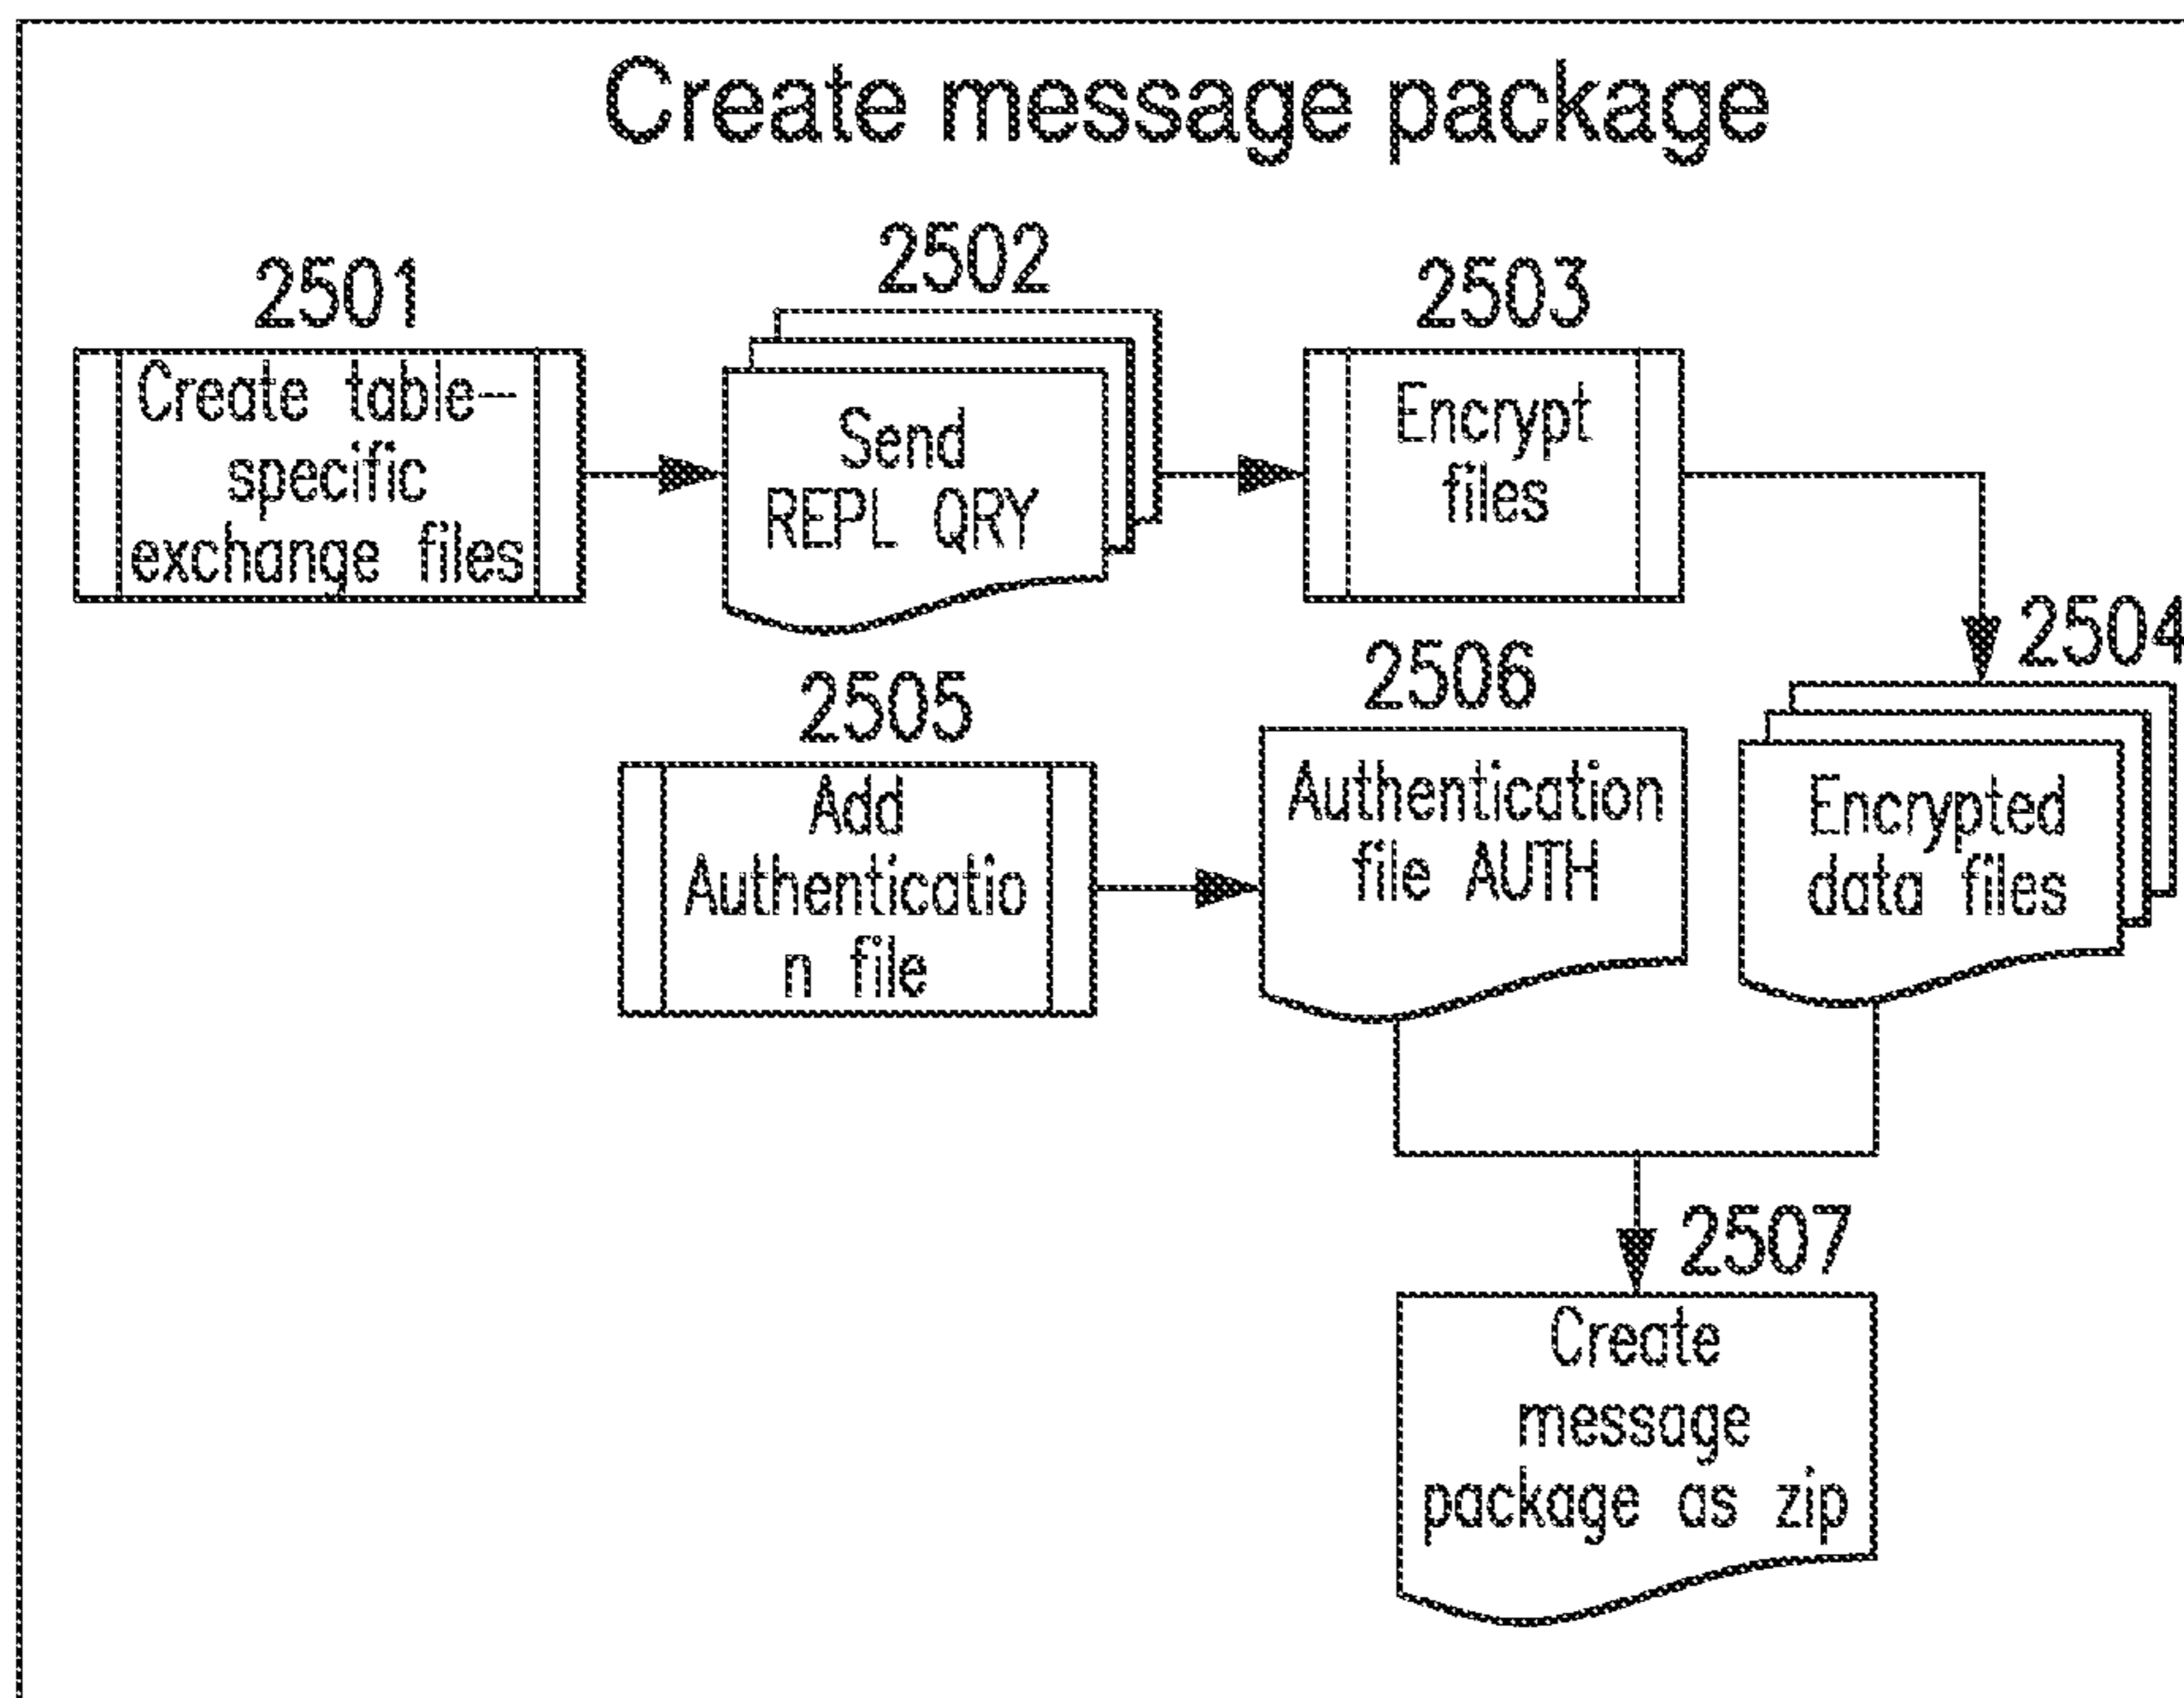 Create message package
2501
Create table-
specific
exchange files
2502
Send
REPL QRY
2503
Encrypt
files
2504
Encrypted
data files
2505
Add
Authenticatio
n file
2506
Authentication
file AUTH
2507
Create
message
package as zip